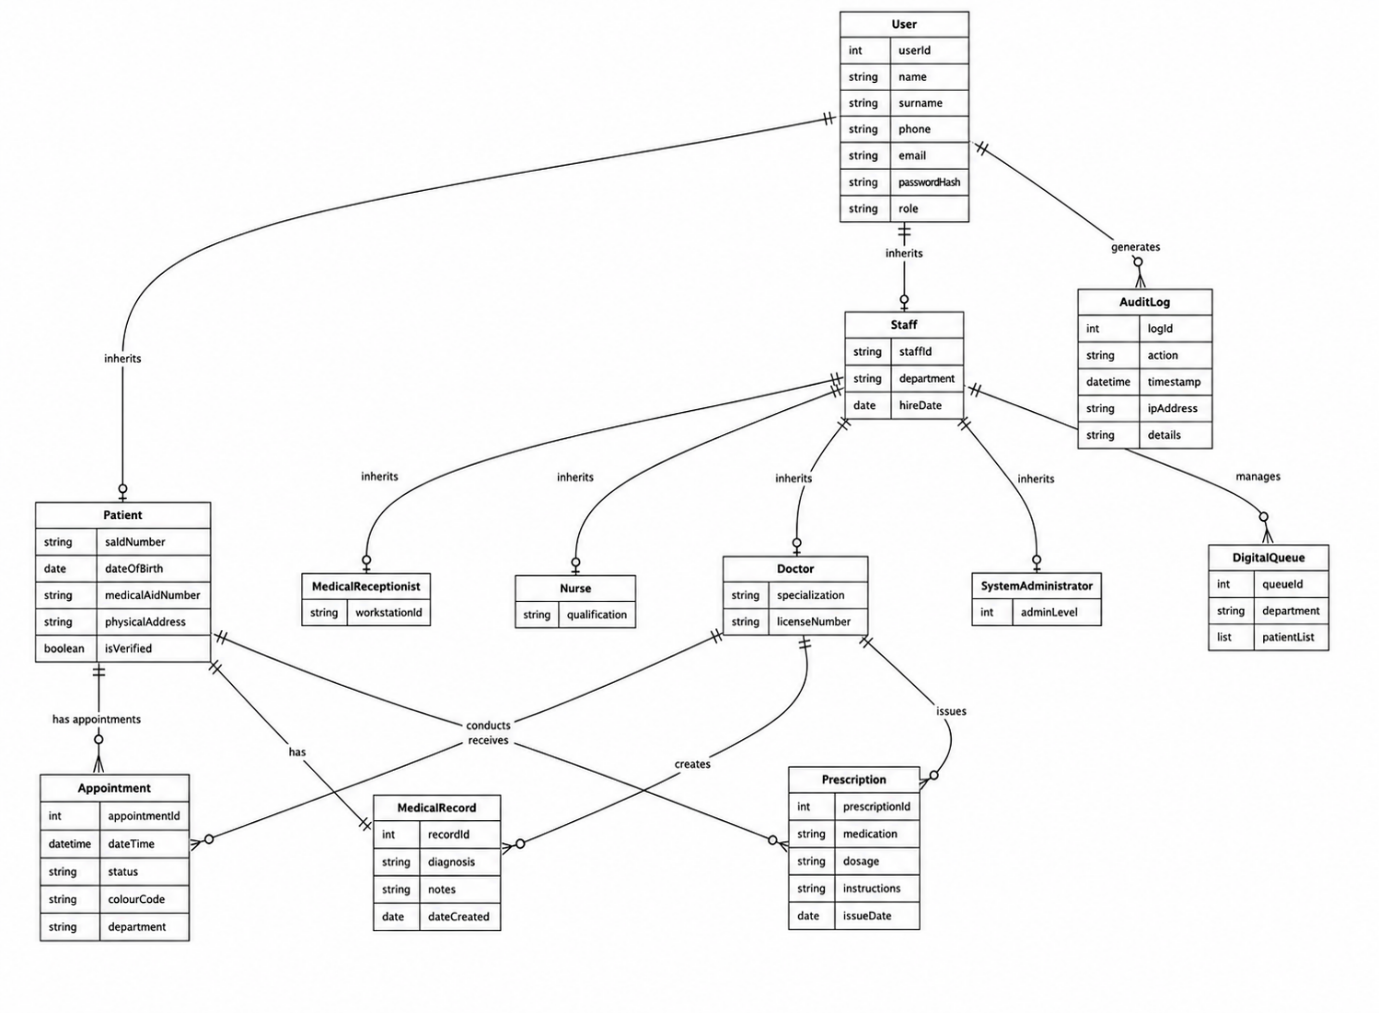 User
int userId
string name
string surname
string phone
string email
string passwordHash
string role
inherits
generates
inherits
AuditLog
int logId
string action
datetime timestamp
string ipAddress
string details
Staff
string staffId
string department
date hireDate
inherits
inherits
inherits
inherits
manages
Patient
string saIdNumber
date dateOfBirth
string medicalAidNumber
string physicalAddress
boolean isVerified
MedicalReceptionist
string workstationId
Nurse
string qualification
Doctor
string specialization
string licenseNumber
SystemAdministrator
int adminLevel
DigitalQueue
int queueId
string department
list patientList
has appointments
has
conducts
receives
creates
issues
Appointment
int appointmentId
datetime dateTime
string status
string colourCode
string department
MedicalRecord
int recordId
string diagnosis
string notes
date dateCreated
Prescription
int prescriptionId
string medication
string dosage
string instructions
date issueDate